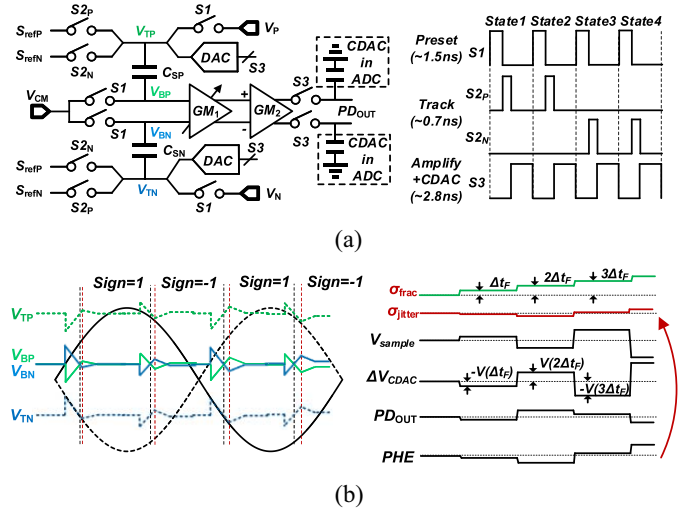 S2P S1 VP
SrefP VTP
SrefN DAC S3
S2N CSP
CDAC in ADC
VCM S1 VBP + S3
GM1 GM2 PDOUT
S1 VBN - S3
S2N CSN DAC S3
SrefP
SrefN VTN S1 VN
S2P
CDAC in ADC
State1 State2 State3 State4
Preset (~1.5ns) S1
S2P
Track (~0.7ns)
S2N
Amplify +CDAC (~2.8ns) S3
(a)
Sign=1 Sign=-1 Sign=1 Sign=-1
VTP
VBP
VBN
VTN
σfrac ΔtF 2ΔtF 3ΔtF
σjitter
Vsample
ΔVCDAC -V(ΔtF) V(2ΔtF) -V(3ΔtF)
PDOUT
PHE
(b)